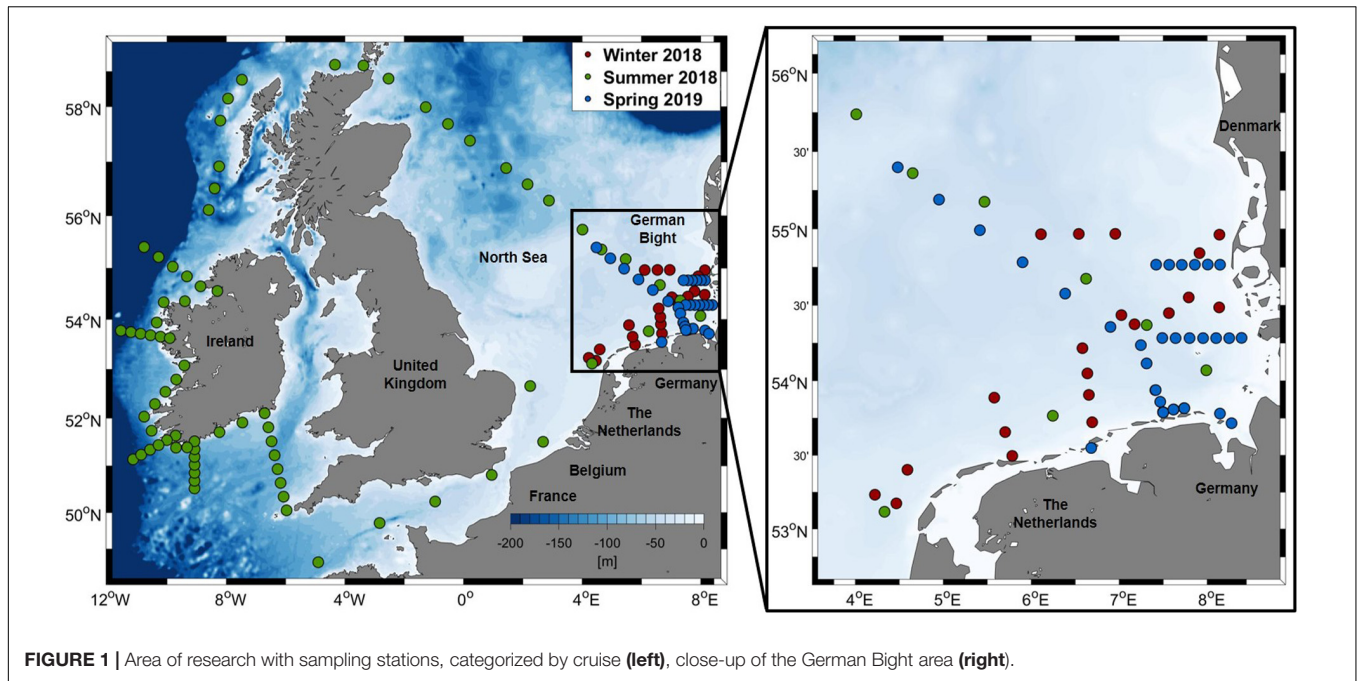 Winter 2018
Summer 2018
Spring 2019
58°N
56°N
54°N
52°N
50°N
12°W
8°W
4°W
0°E
4°E
8°E
North Sea
German
Bight
Ireland
United
Kingdom
Germany
The
Netherlands
Belgium
France
-200
-150
-100
-50
0
[m]
56°N
30'
55°N
30'
54°N
30'
53°N
4°E
5°E
6°E
7°E
8°E
Denmark
Germany
The
Netherlands
FIGURE 1 | Area of research with sampling stations, categorized by cruise (left), close-up of the German Bight area (right).